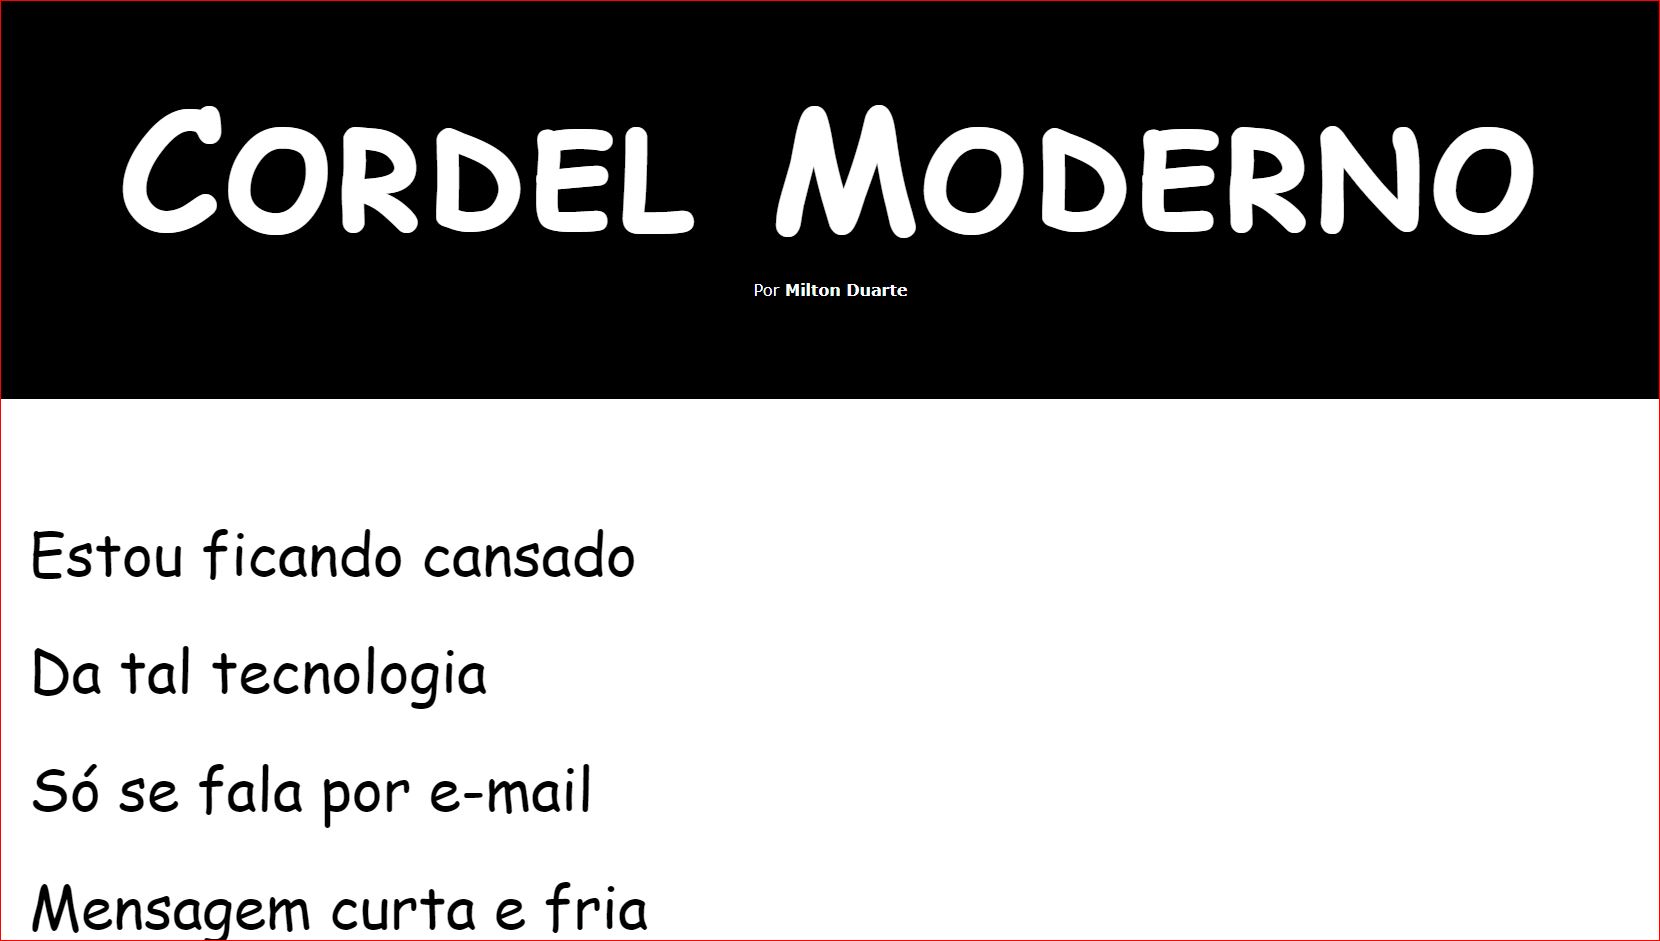 Cordel Moderno
Por Milton Duarte
Estou ficando cansado
Da tal tecnologia
Só se fala por e-mail
Mensagem curta e fria